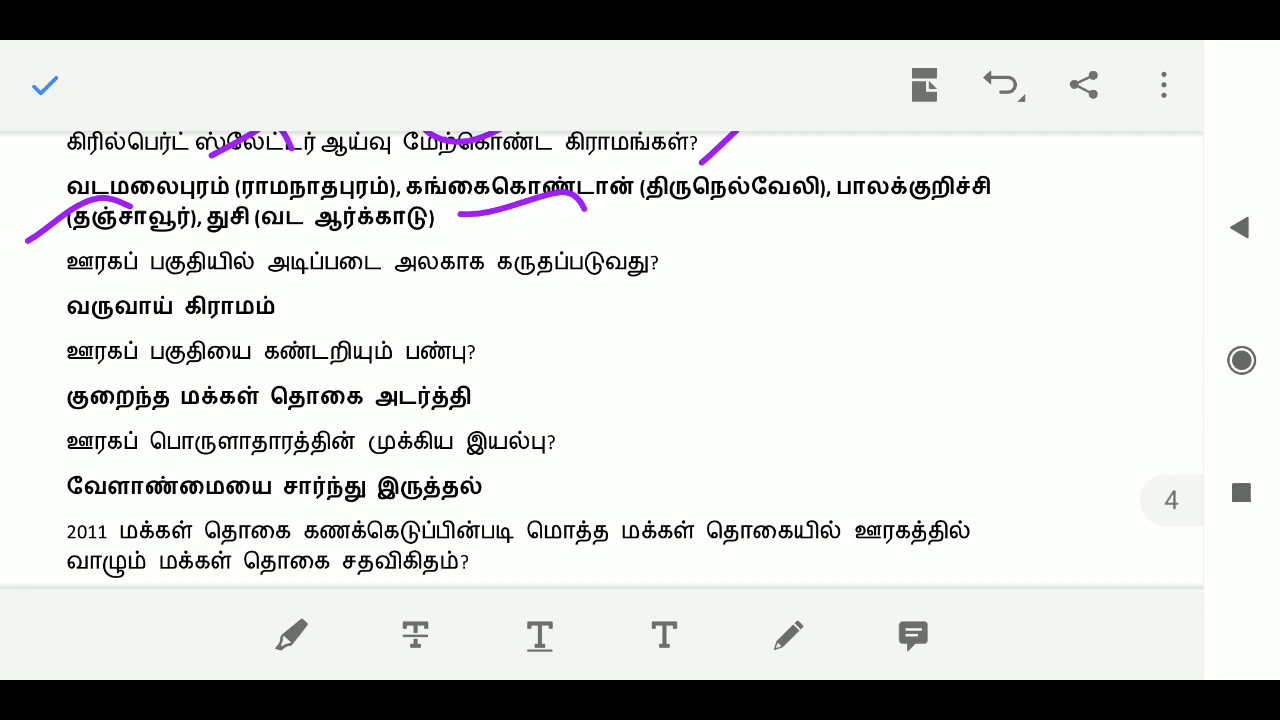 கிரில்பெர்ட் ஸ்லேட்டர் ஆய்வு மேற்கொண்ட கிராமங்கள்?
வடமலைபுரம் (ராமநாதபுரம்), கங்கைகொண்டான் (திருநெல்வேலி), பாலக்குறிச்சி
(தஞ்சாவூர்), துசி (வட ஆர்க்காடு)
ஊரகப் பகுதியில் அடிப்படை அலகாக கருதப்படுவது?
வருவாய் கிராமம்
ஊரகப் பகுதியை கண்டறியும் பண்பு?
குறைந்த மக்கள் தொகை அடர்த்தி
ஊரகப் பொருளாதாரத்தின் முக்கிய இயல்பு?
வேளாண்மையை சார்ந்து இருத்தல்
4
2011 மக்கள் தொகை கணக்கெடுப்பின்படி மொத்த மக்கள் தொகையில் ஊரகத்தில்
வாழும் மக்கள் தொகை சதவிகிதம்?